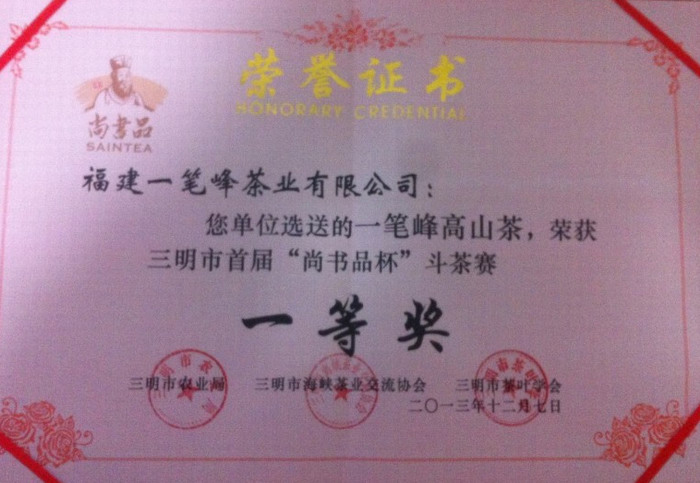 荣誉证书
HONORARY CREDENTIAL
尚书品
SAINTEA
福建一笔峰茶业有限公司：
您单位选送的一笔峰高山茶，荣获
三明市首届“尚书品杯”斗茶赛
一等奖
三明市农业局 三明市海峡茶业交流协会 三明市茶叶学会
二〇一三年十二月七日